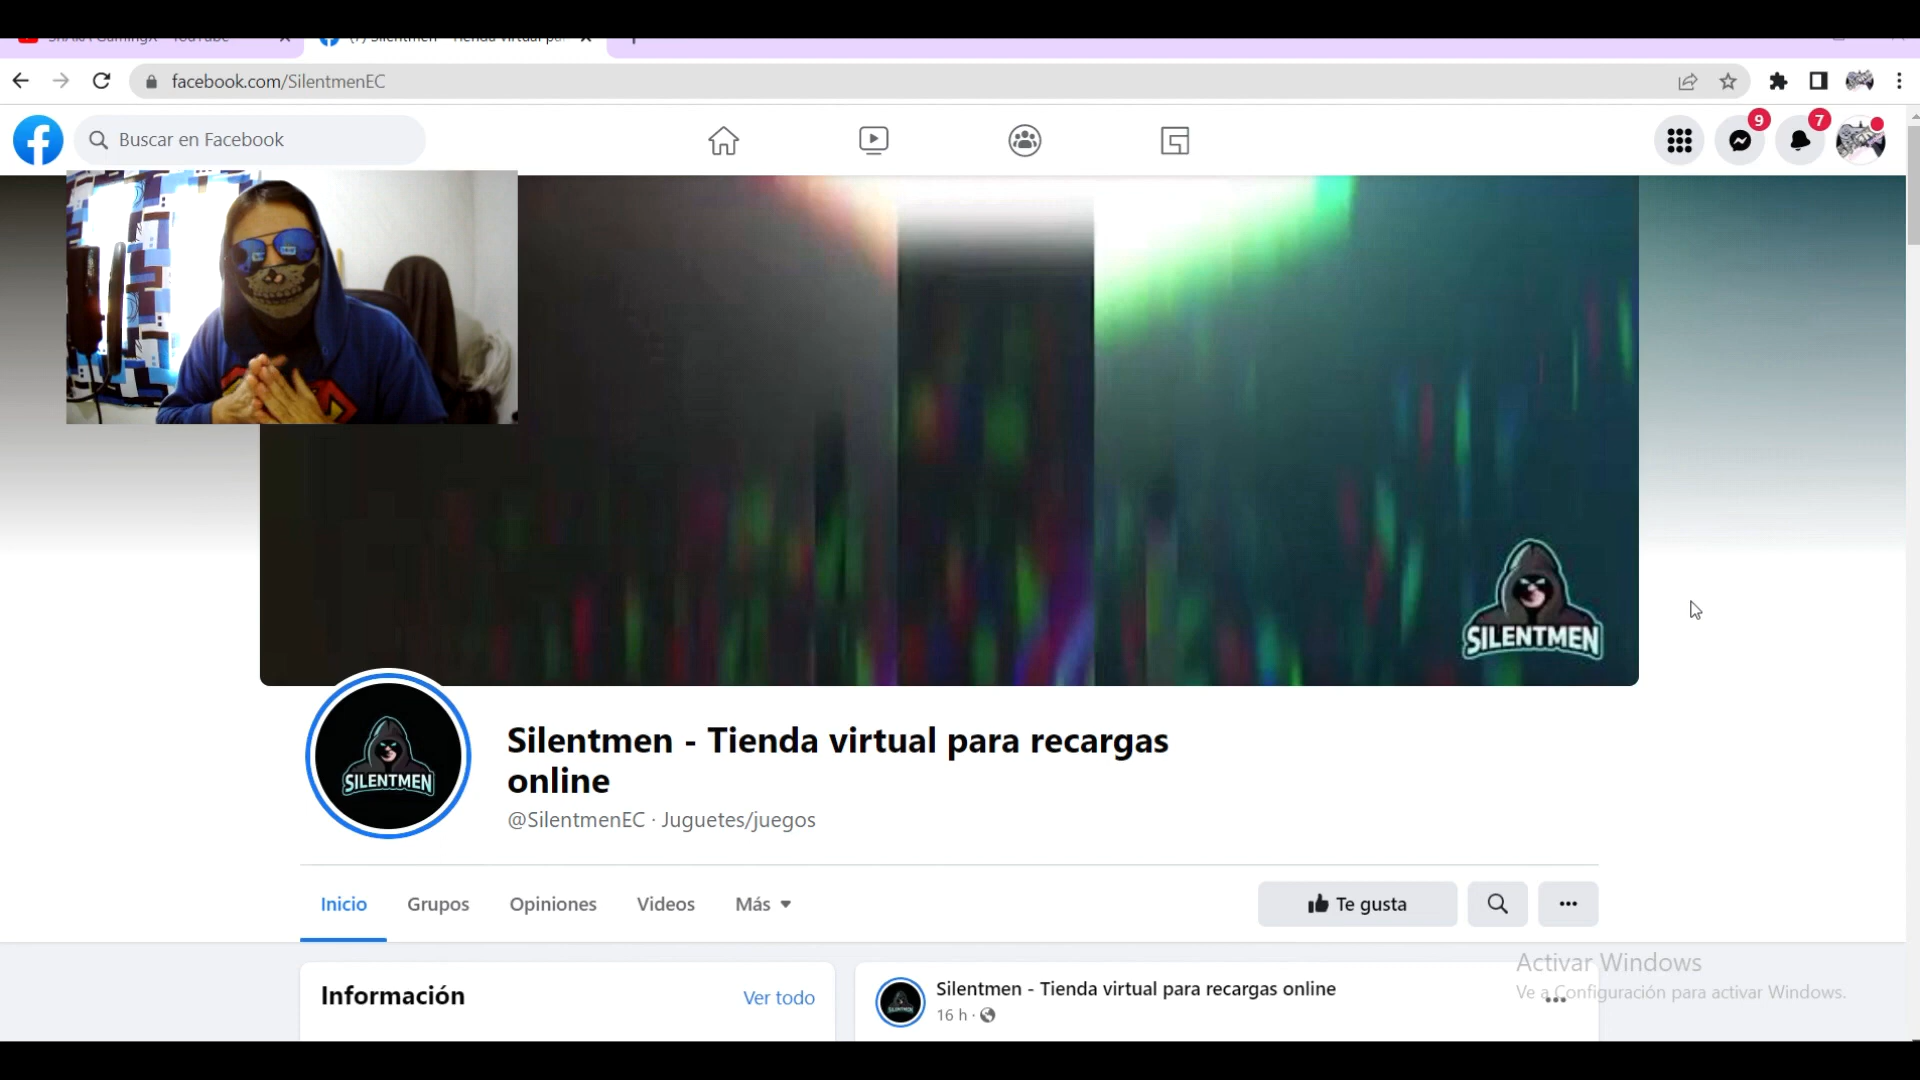 facebook.com/SilentmenEC
Buscar en Facebook
9
7
SILENTMEN
SILENTMEN
Silentmen - Tienda virtual para recargas
online
@SilentmenEC · Juguetes/juegos
Inicio
Grupos
Opiniones
Videos
Más
Te gusta
Información
Ver todo
Silentmen - Tienda virtual para recargas online
16 h ·
Activar Windows
Ve a Configuración para activar Windows.